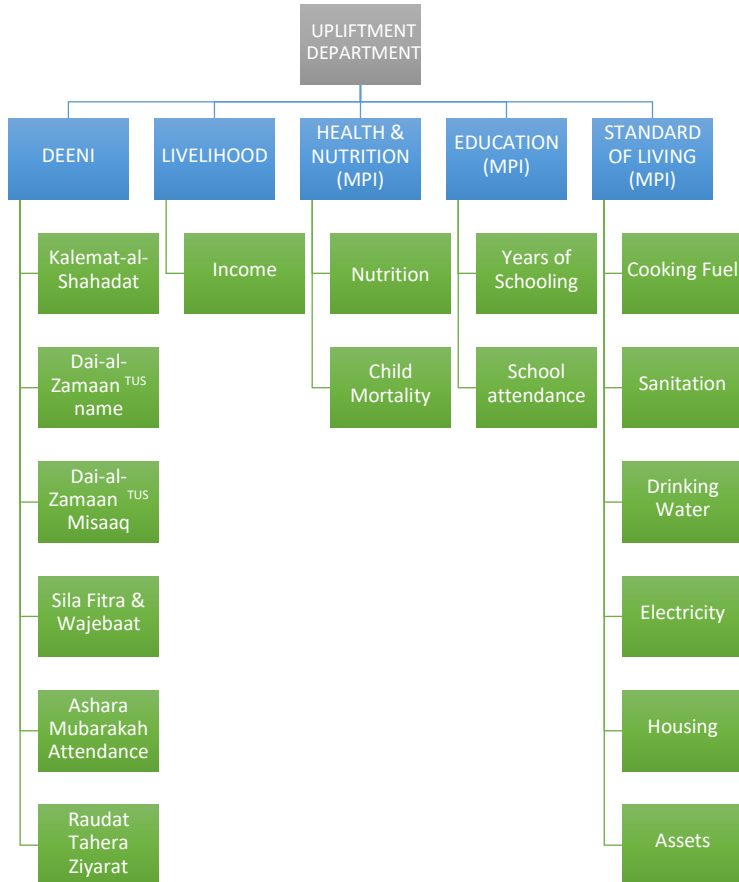 UPLIFTMENT
DEPARTMENT
DEENI
LIVELIHOOD
HEALTH &
NUTRITION
(MPI)
EDUCATION
(MPI)
STANDARD
OF LIVING
(MPI)
Kalemat-al-
Shahadat
Dai-al-
Zamaan TUS
name
Dai-al-
Zamaan TUS
Misaaq
Sila Fitra &
Wajebaat
Ashara
Mubarakah
Attendance
Raudat
Tahera
Ziyarat
Income
Nutrition
Child
Mortality
Years of
Schooling
School
attendance
Cooking Fuel
Sanitation
Drinking
Water
Electricity
Housing
Assets